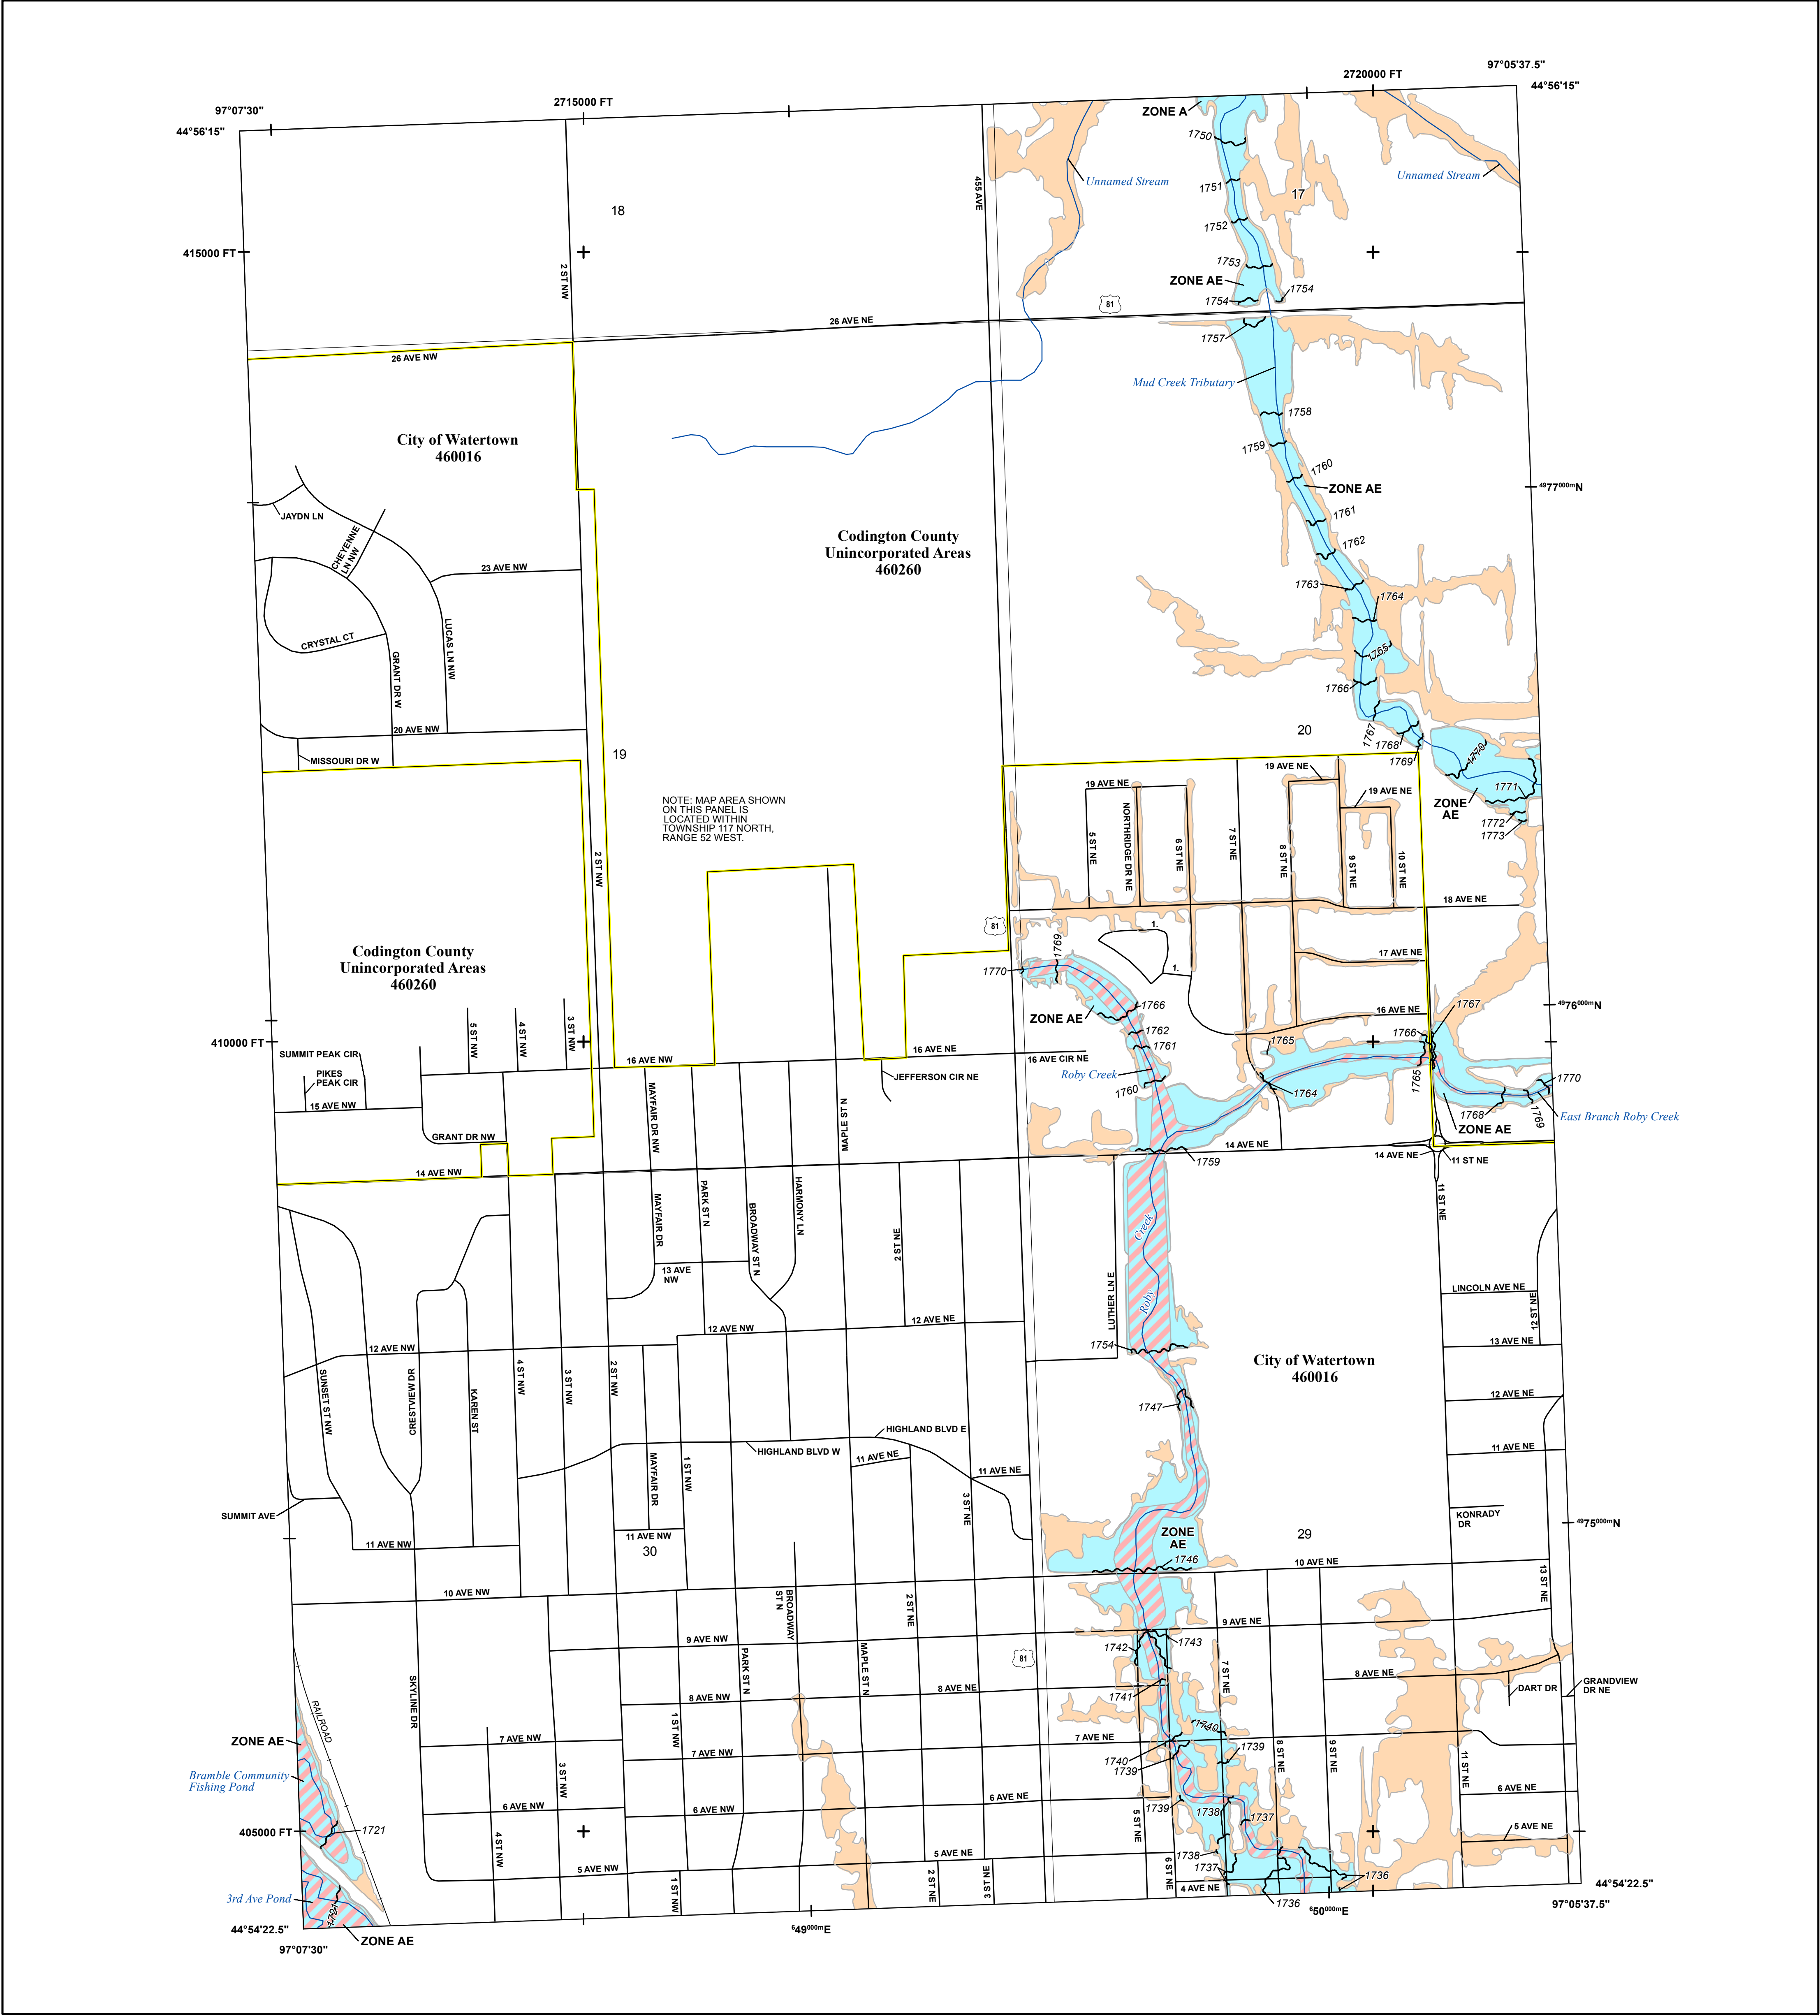 97°05'37.5"
2720000 FT
44°56'15"
97°07'30"
2715000 FT
44°56'15"
ZONE A
1750
Unnamed Stream
1751
17
Unnamed Stream
455 AVE
18
1752
415000 FT
1753
2 ST NW
ZONE AE
1754
1754
81
26 AVE NE
1757
26 AVE NW
Mud Creek Tributary
1758
City of Watertown
460016
1759
1760
ZONE AE
4977000mN
JAYDN LN
1761
CHEYENNE
LN NW
Codington County
Unincorporated Areas
460260
1762
23 AVE NW
1763
1764
CRYSTAL CT
LUCAS LN NW
GRANT DR W
1765
1766
20 AVE NW
20
1767
1768
1769
1770
19
MISSOURI DR W
19 AVE NE
19 AVE NE
19 AVE NE
1771
ZONE
AE
1772
1773
NOTE: MAP AREA SHOWN
ON THIS PANEL IS
LOCATED WITHIN
TOWNSHIP 117 NORTH,
RANGE 52 WEST.
2 ST NW
5 ST NE
NORTHRIDGE DR NE
6 ST NE
7 ST NE
8 ST NE
9 ST NE
10 ST NE
18 AVE NE
81
1.
1.
17 AVE NE
Codington County
Unincorporated Areas
460260
1769
1770
1766
ZONE AE
16 AVE NE
1767
4976000mN
5 ST NW
4 ST NW
3 ST NW
1762
1761
1765
1766
410000 FT
SUMMIT PEAK CIR
16 AVE NW
16 AVE NE
16 AVE CIR NE
PIKES
PEAK CIR
JEFFERSON CIR NE
Roby Creek
1760
1764
1765
1770
15 AVE NW
MAYFAIR DR NW
MAPLE ST N
1768
1769
East Branch Roby Creek
ZONE AE
GRANT DR NW
14 AVE NE
14 AVE NW
1759
14 AVE NE
11 ST NE
MAYFAIR DR
PARK ST N
BROADWAY ST N
HARMONY LN
2 ST NE
Creek
11 ST NE
13 AVE
NW
LUTHER LN E
Roby
LINCOLN AVE NE
12 ST NE
12 AVE NW
12 AVE NE
13 AVE NE
12 AVE NW
1754
City of Watertown
460016
SUNSET ST NW
CRESTVIEW DR
KAREN ST
4 ST NW
3 ST NW
2 ST NW
12 AVE NE
1747
HIGHLAND BLVD E
HIGHLAND BLVD W
11 AVE NE
11 AVE NE
11 AVE NE
MAYFAIR DR
1 ST NW
3 ST NE
SUMMIT AVE
KONRADY
DR
4975000mN
11 AVE NW
11 AVE NW
30
ZONE
AE
29
1746
10 AVE NE
10 AVE NW
BROADWAY
ST N
2 ST NE
13 ST NE
9 AVE NE
9 AVE NW
1742
1743
SKYLINE DR
PARK ST N
MAPLE ST N
81
7 ST NE
8 AVE NE
GRANDVIEW
DR NE
DART DR
RAILROAD
8 AVE NW
8 AVE NE
1741
1 ST NW
1740
ZONE AE
7 AVE NW
7 AVE NW
7 AVE NE
1740
1739
1739
8 ST NE
9 ST NE
11 ST NE
Bramble Community
Fishing Pond
3 ST NW
6 AVE NE
6 AVE NW
6 AVE NW
6 AVE NE
1739
1738
1737
405000 FT
1721
4 ST NW
5 ST NE
5 AVE NE
5 AVE NW
5 AVE NE
1738
1737
1736
3rd Ave Pond
1721
1 ST NW
2 ST NE
3 ST NE
6 ST NE
4 AVE NE
1736
44°54'22.5"
97°05'37.5"
650000mE
649000mE
44°54'22.5"
ZONE AE
97°07'30"